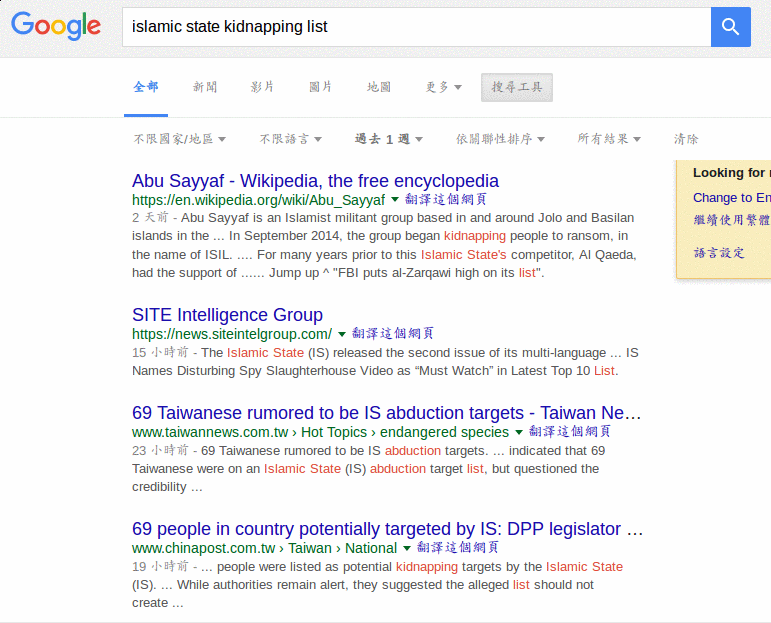 Google
islamic state kidnapping list
全部 新聞 影片 圖片 地圖 更多 搜尋工具
不限國家/地區 不限語言 過去 1 週 依關聯性排序 所有結果 清除
Abu Sayyaf - Wikipedia, the free encyclopedia
https://en.wikipedia.org/wiki/Abu_Sayyaf 翻譯這個網頁
2 天前 - Abu Sayyaf is an Islamist militant group based in and around Jolo and Basilan
islands in the ... In September 2014, the group began kidnapping people to ransom, in
the name of ISIL. .... For many years prior to this Islamic State's competitor, Al Qaeda,
had the support of ...... Jump up ^ "FBI puts al-Zarqawi high on its list".
Looking for
Change to En
繼續使用繁體
語言設定
SITE Intelligence Group
https://news.siteintelgroup.com/ 翻譯這個網頁
15 小時前 - The Islamic State (IS) released the second issue of its multi-language ... IS
Names Disturbing Spy Slaughterhouse Video as “Must Watch” in Latest Top 10 List.
69 Taiwanese rumored to be IS abduction targets - Taiwan Ne…
www.taiwannews.com.tw › Hot Topics › endangered species 翻譯這個網頁
23 小時前 - 69 Taiwanese rumored to be IS abduction targets. ... indicated that 69
Taiwanese were on an Islamic State (IS) abduction target list, but questioned the
credibility ...
69 people in country potentially targeted by IS: DPP legislator …
www.chinapost.com.tw › Taiwan › National 翻譯這個網頁
19 小時前 - ... people were listed as potential kidnapping targets by the Islamic State
(IS). ... While authorities remain alert, they suggested the alleged list should not
create ...